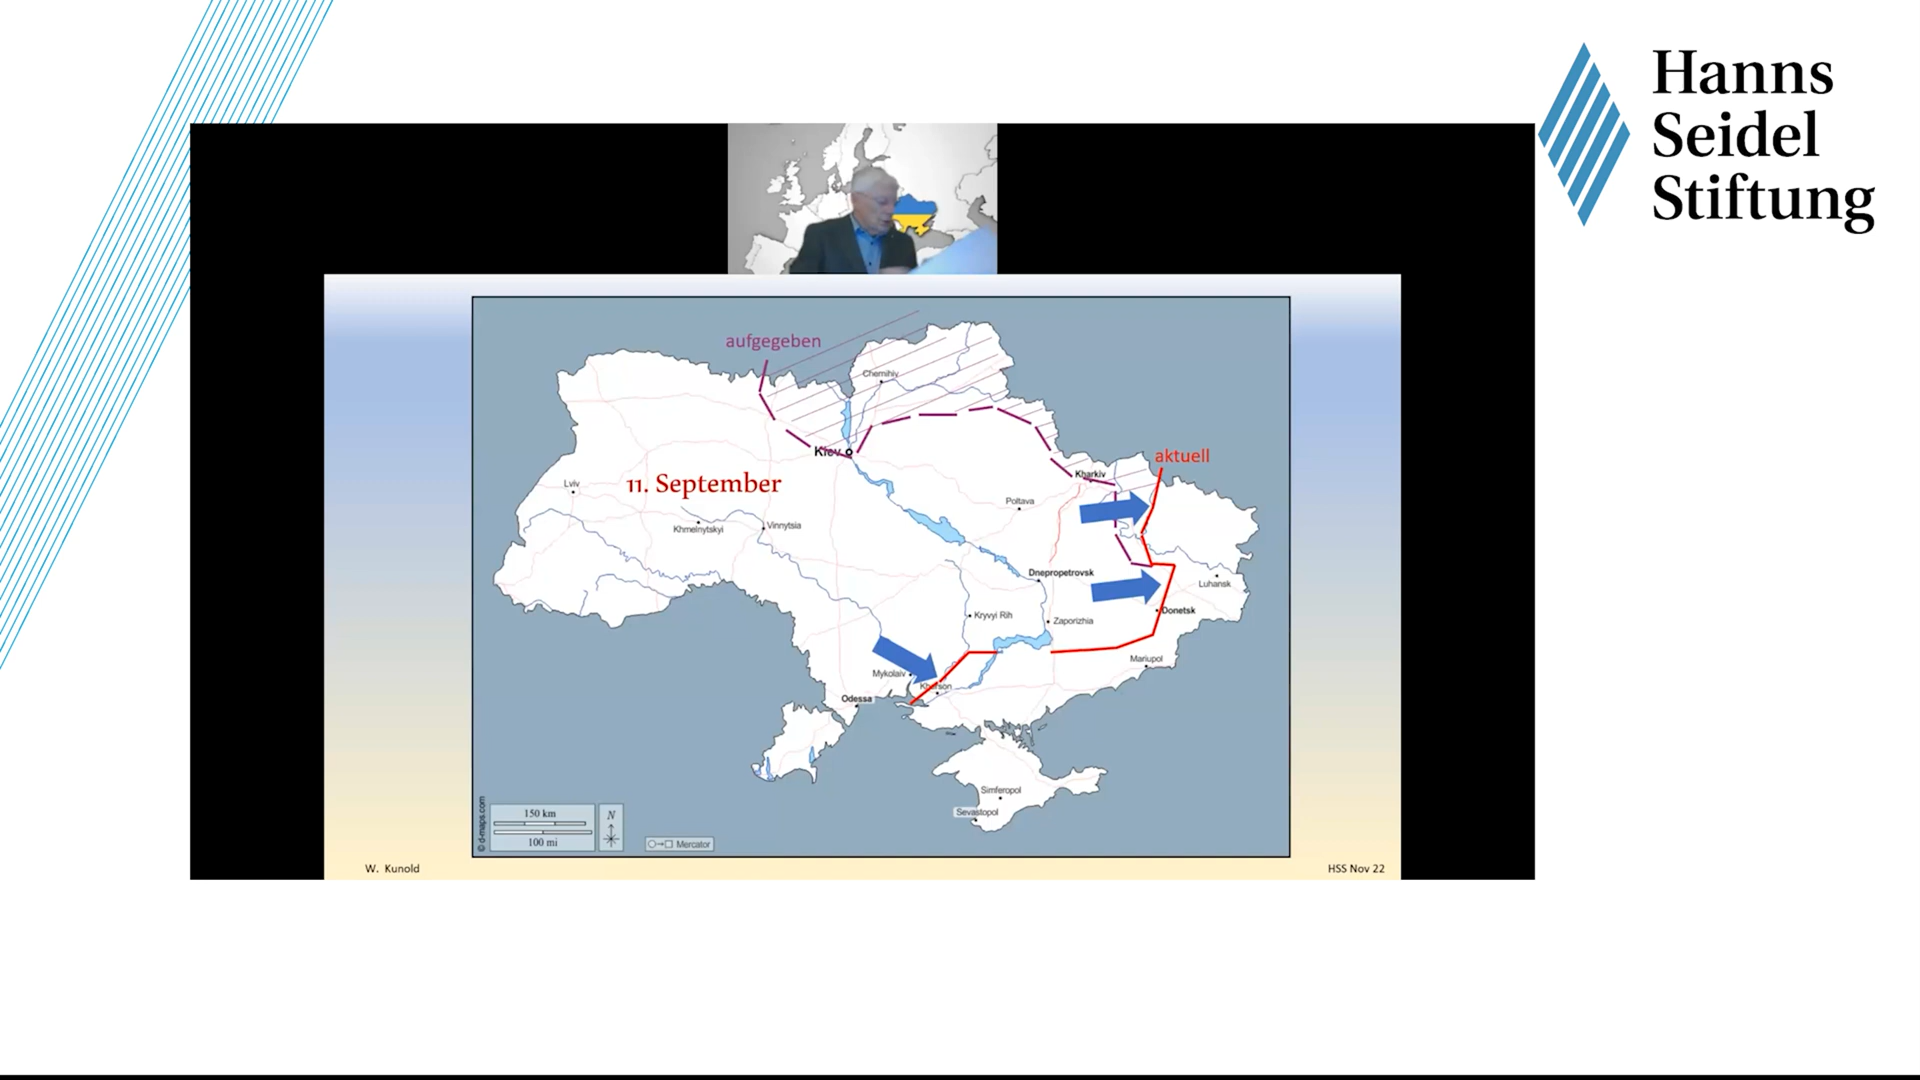 Hanns
Seidel
Stiftung
aufgegeben
Chernihiv
Kiev
aktuell
Kharkiv
11. September
Lviv
Poltava
Khmelnytskyi
Vinnytsia
Dnepropetrovsk
Luhansk
Donetsk
Kryvyi Rih
Zaporizhia
Mariupol
Mykolaiv
Kherson
Odessa
Simferopol
Sevastopol
© d-maps.com
150 km
100 mi
N
Mercator
W. Kunold
HSS Nov 22